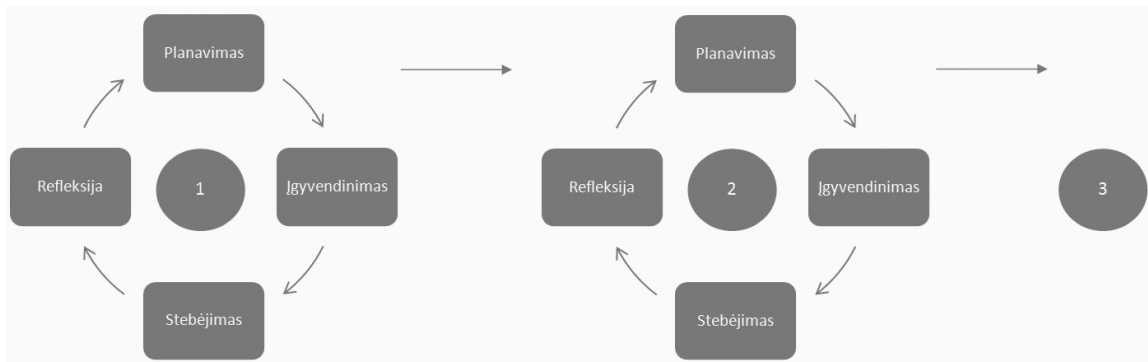 Planavimas
Refleksija
1
Įgyvendinimas
Stebėjimas
Planavimas
Refleksija
2
Įgyvendinimas
Stebėjimas
3